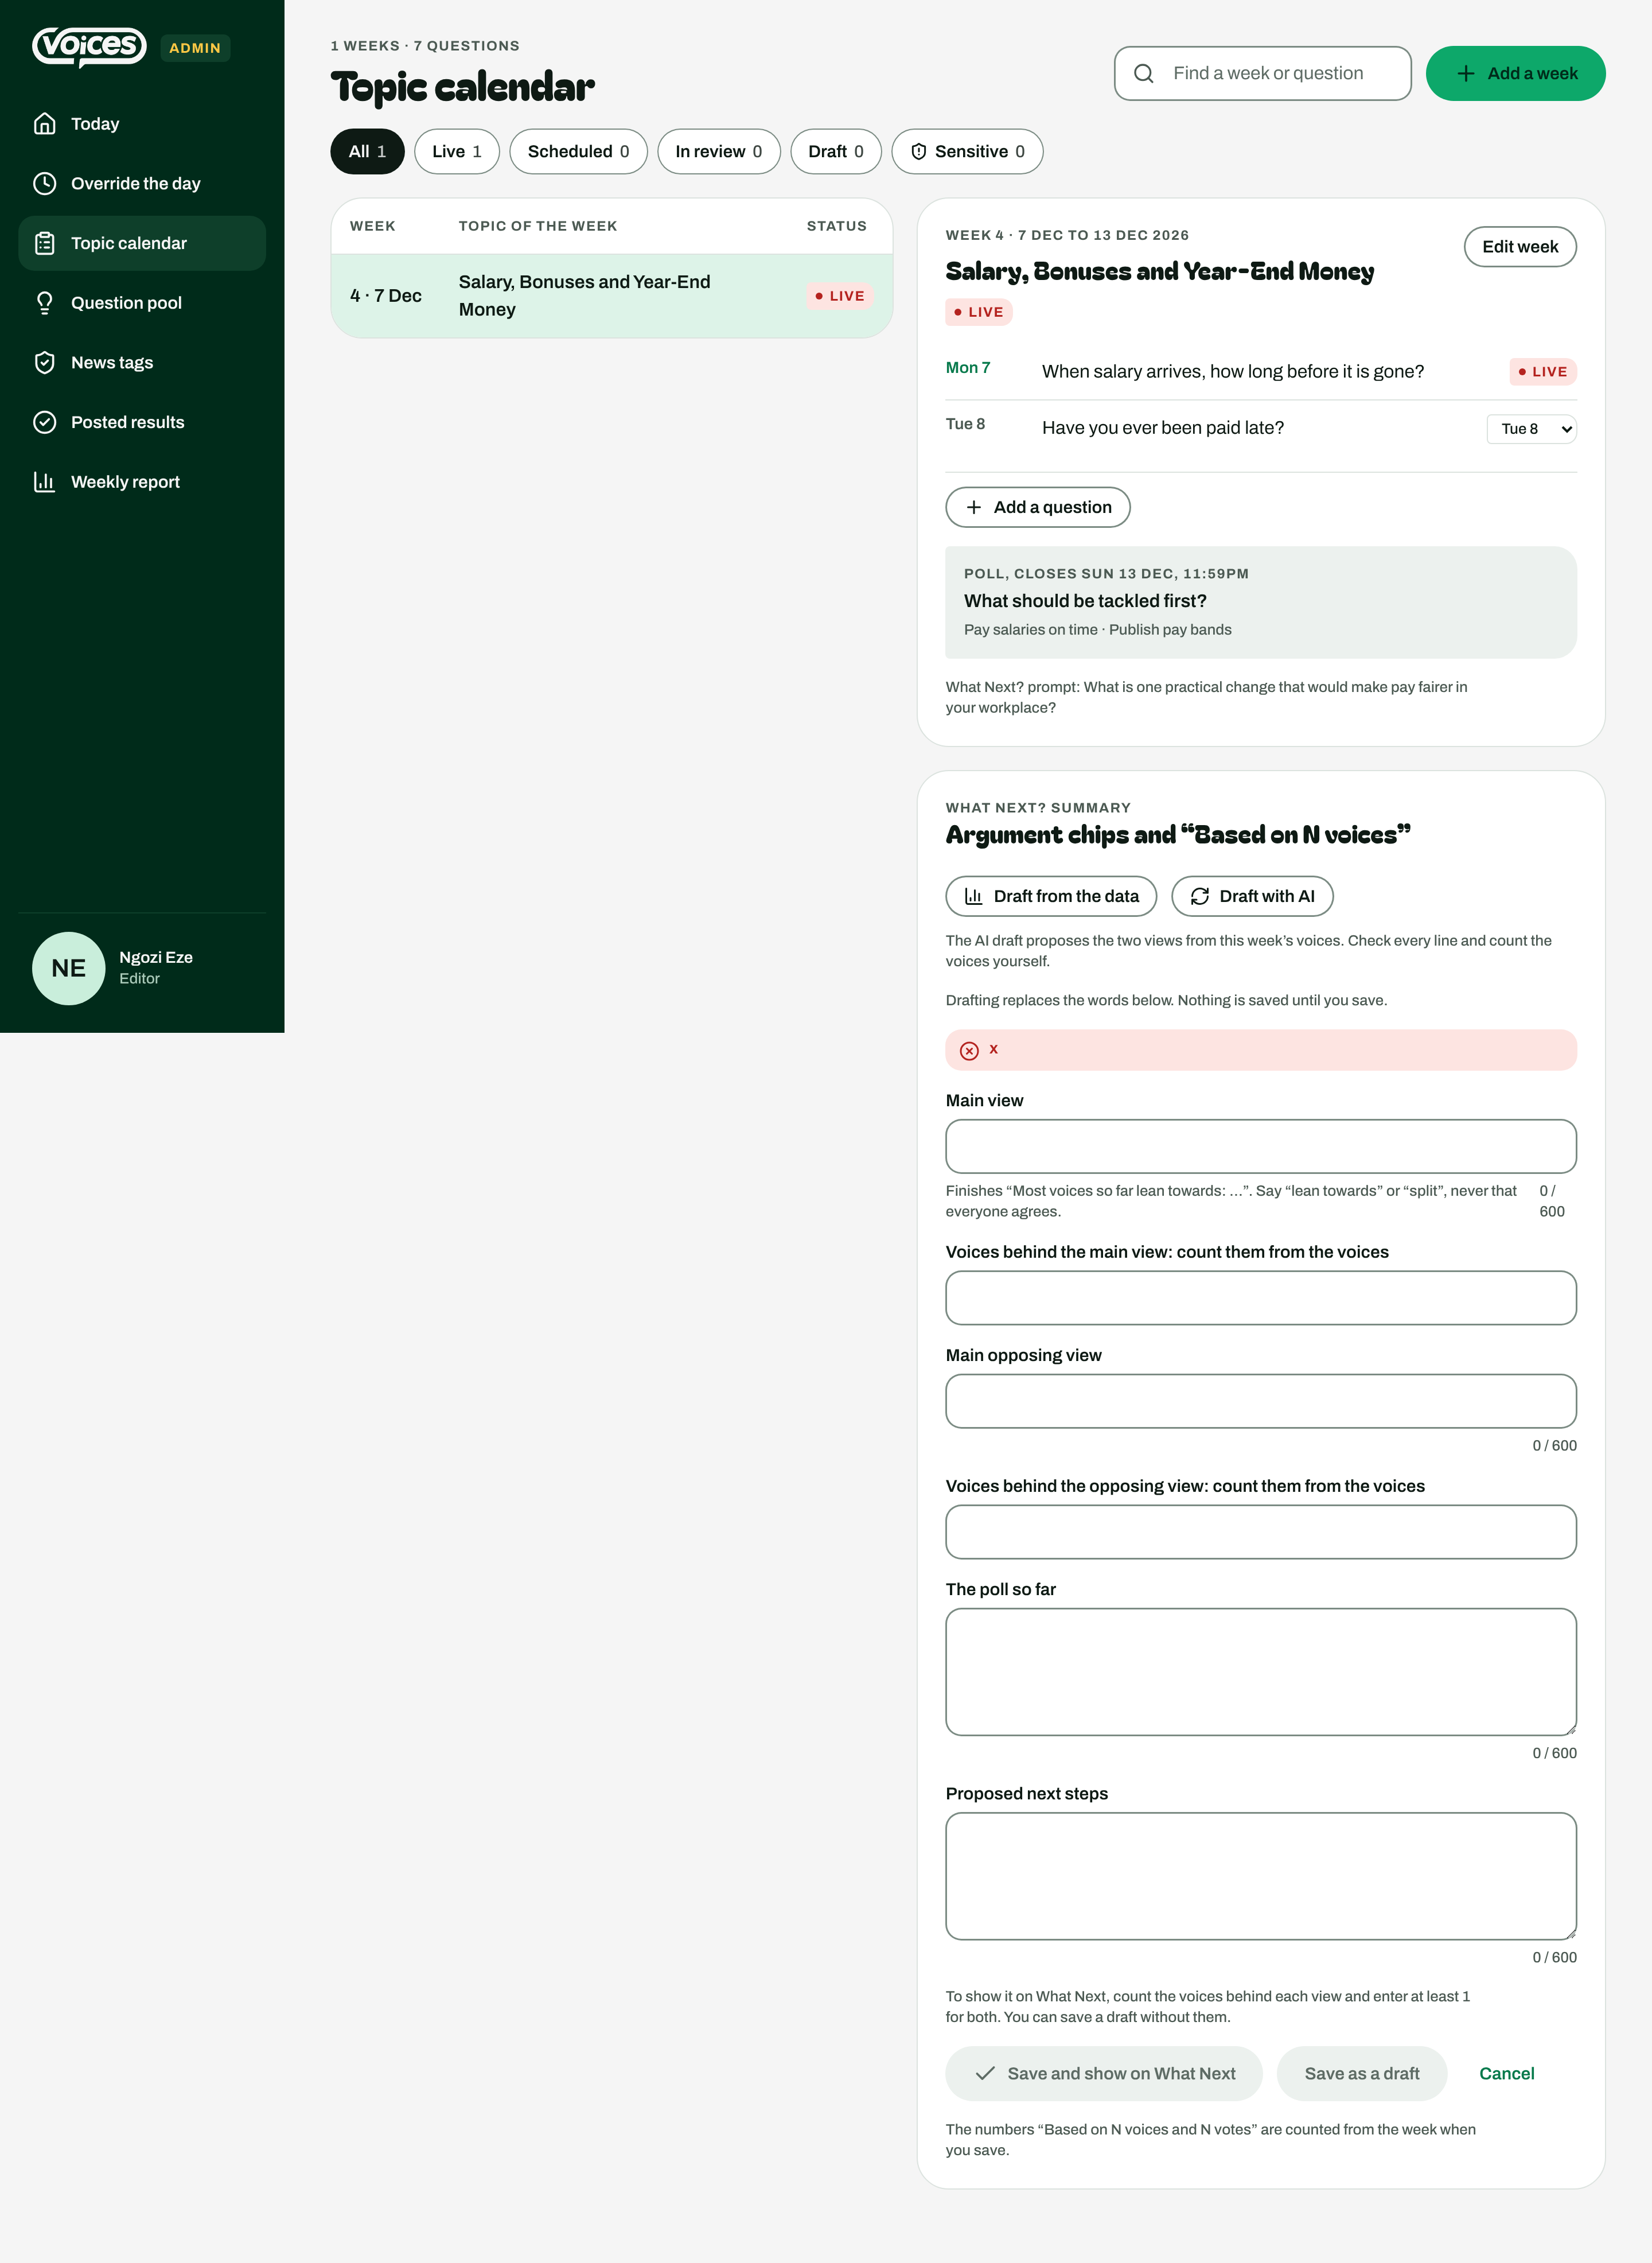 voices
ADMIN
Today
Override the day
Topic calendar
Question pool
News tags
Posted results
Weekly report
NE
Ngozi Eze
Editor
1 WEEKS · 7 QUESTIONS
Topic calendar
Find a week or question
Add a week
All 1
Live 1
Scheduled 0
In review 0
Draft 0
Sensitive 0
WEEK
TOPIC OF THE WEEK
STATUS
4 · 7 Dec
Salary, Bonuses and Year-End
Money
LIVE
WEEK 4 · 7 DEC TO 13 DEC 2026
Edit week
Salary, Bonuses and Year-End Money
LIVE
Mon 7
When salary arrives, how long before it is gone?
LIVE
Tue 8
Have you ever been paid late?
Tue 8
Add a question
POLL, CLOSES SUN 13 DEC, 11:59PM
What should be tackled first?
Pay salaries on time · Publish pay bands
What Next? prompt: What is one practical change that would make pay fairer in
your workplace?
WHAT NEXT? SUMMARY
Argument chips and “Based on N voices”
Draft from the data
Draft with AI
The AI draft proposes the two views from this week’s voices. Check every line and count the
voices yourself.
Drafting replaces the words below. Nothing is saved until you save.
x
Main view
Finishes “Most voices so far lean towards: …”. Say “lean towards” or “split”, never that
everyone agrees.
0 /
600
Voices behind the main view: count them from the voices
Main opposing view
0 / 600
Voices behind the opposing view: count them from the voices
The poll so far
0 / 600
Proposed next steps
0 / 600
To show it on What Next, count the voices behind each view and enter at least 1
for both. You can save a draft without them.
Save and show on What Next
Save as a draft
Cancel
The numbers “Based on N voices and N votes” are counted from the week when
you save.